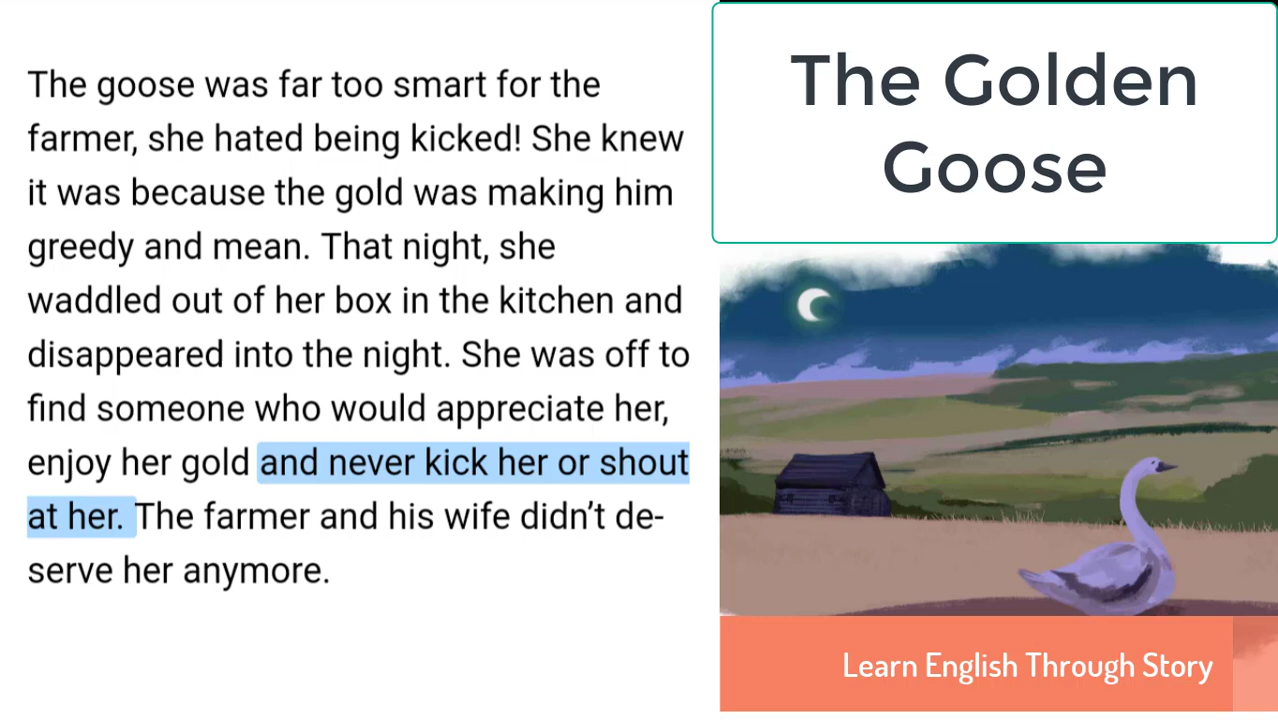 The goose was far too smart for the
farmer, she hated being kicked! She knew
it was because the gold was making him
greedy and mean. That night, she
waddled out of her box in the kitchen and
disappeared into the night. She was off to
find someone who would appreciate her,
enjoy her gold and never kick her or shout
at her. The farmer and his wife didn’t de-
serve her anymore.
The Golden
Goose
Learn English Through Story